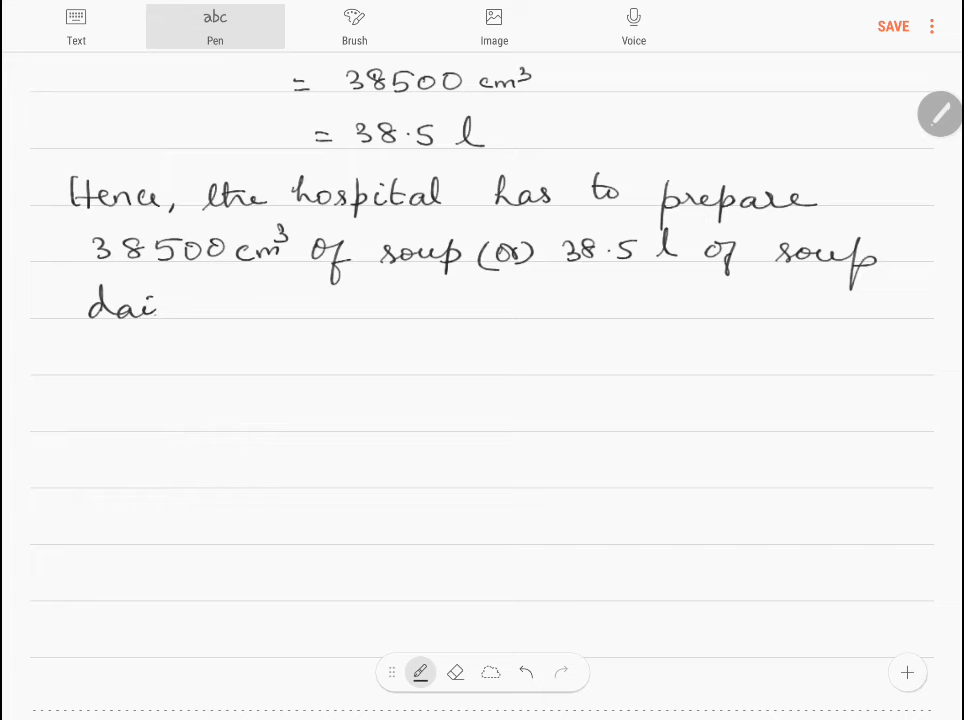 abc
Text
Pen
Brush
Image
Voice
SAVE
= 38500 cm³
= 38.5 l
Hence, the hospital has to prepare
38500 cm³ of soup (or) 38.5 l of soup
dai